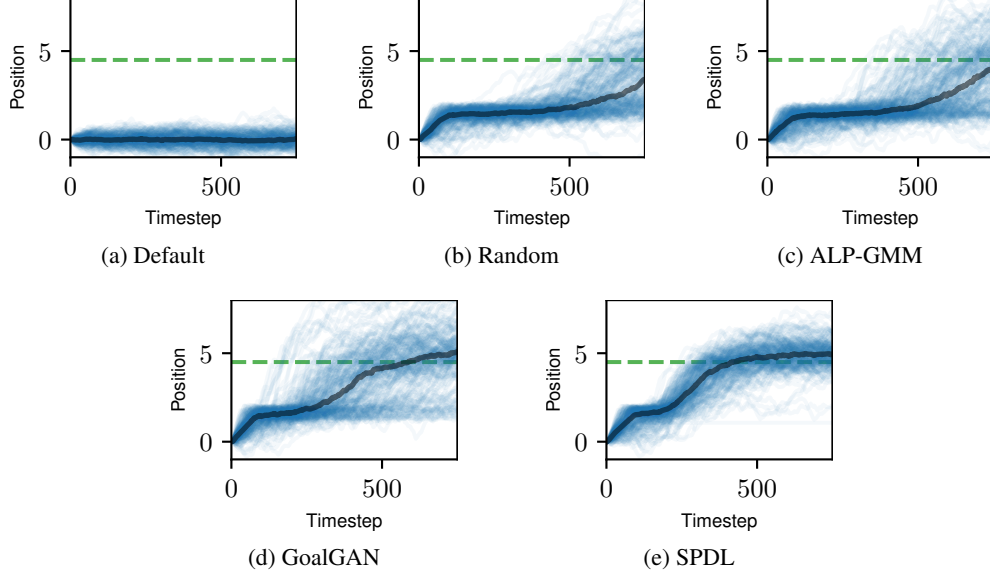 Position
5
0
0 500
Timestep
(a) Default
Position
5
0
0 500
Timestep
(b) Random
Position
5
0
0 500
Timestep
(c) ALP-GMM
Position
5
0
0 500
Timestep
(d) GoalGAN
Position
5
0
0 500
Timestep
(e) SPDL